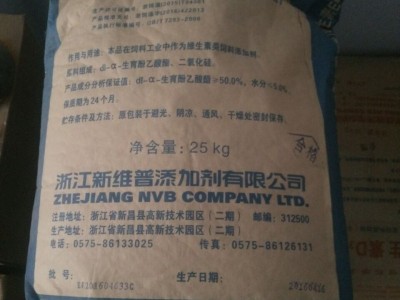 作用与用途：本品在饲料工业中作为维生素类饲料添加剂。
原料组成：dl-α-生育酚乙酸酯、二氧化硅。
产品成分分析保证值：dl-α-生育酚乙酸酯≥50.0%，水分<5.0%
保质期为24个月。
贮存条件及方法：原包装于避光、阴凉、通风、干燥处密封保存。
净含量：25 kg
合格
浙江新维普添加剂有限公司
ZHEJIANG NVB COMPANY LTD.
注册地址：浙江省新昌县高新技术园区（二期） 邮编：312500
生产地址：浙江省新昌县高新技术园区（二期）
电话：0575-86133025 传真：0575-86126131
批号： 生产日期：